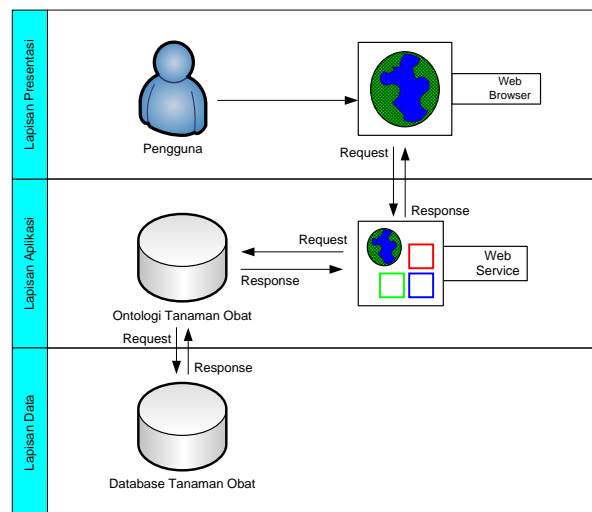 Lapisan Presentasi
Pengguna
Web
Browser
Request
Response
Lapisan Aplikasi
Request
Response
Web
Service
Ontologi Tanaman Obat
Request
Response
Lapisan Data
Database Tanaman Obat